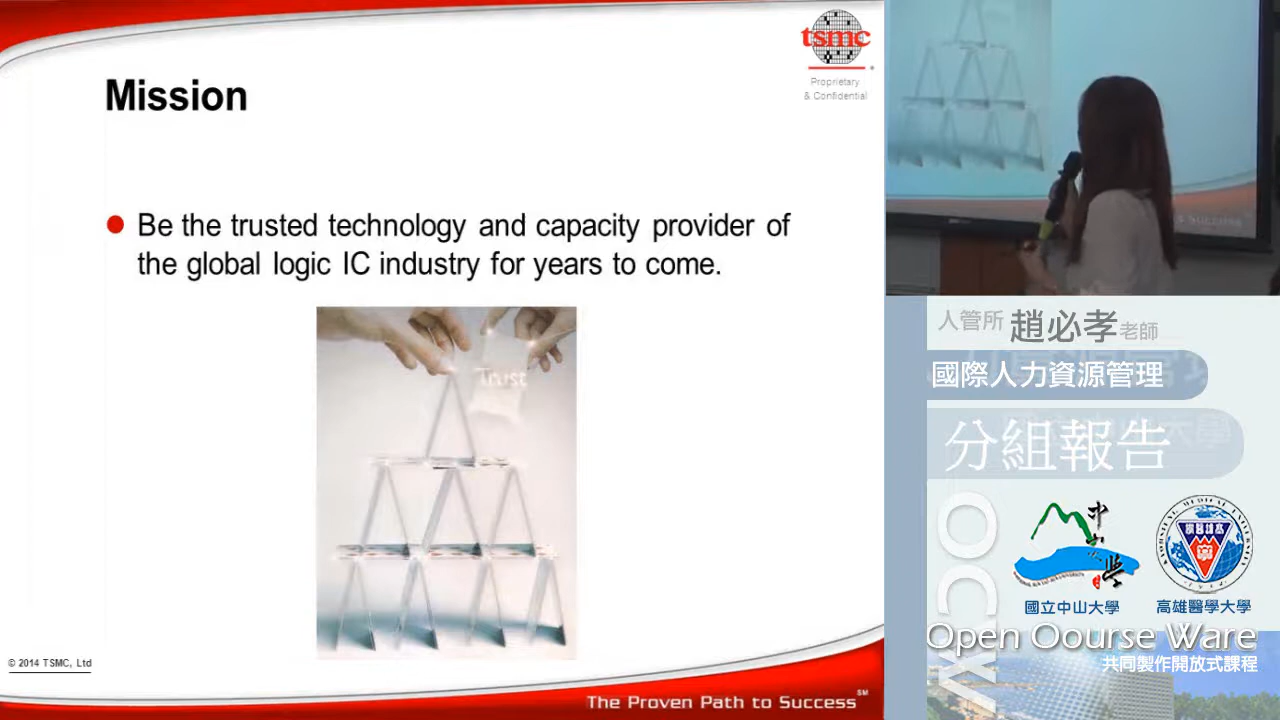 tsmc
Proprietary
& Confidential
Mission
Be the trusted technology and capacity provider of
the global logic IC industry for years to come.
Trust
© 2014 TSMC, Ltd
The Proven Path to Success℠
人管所 趙必孝老師
國際人力資源管理
分組報告
OCW
國立中山大學
高雄醫學大學
Open Oourse Ware
共同製作開放式課程